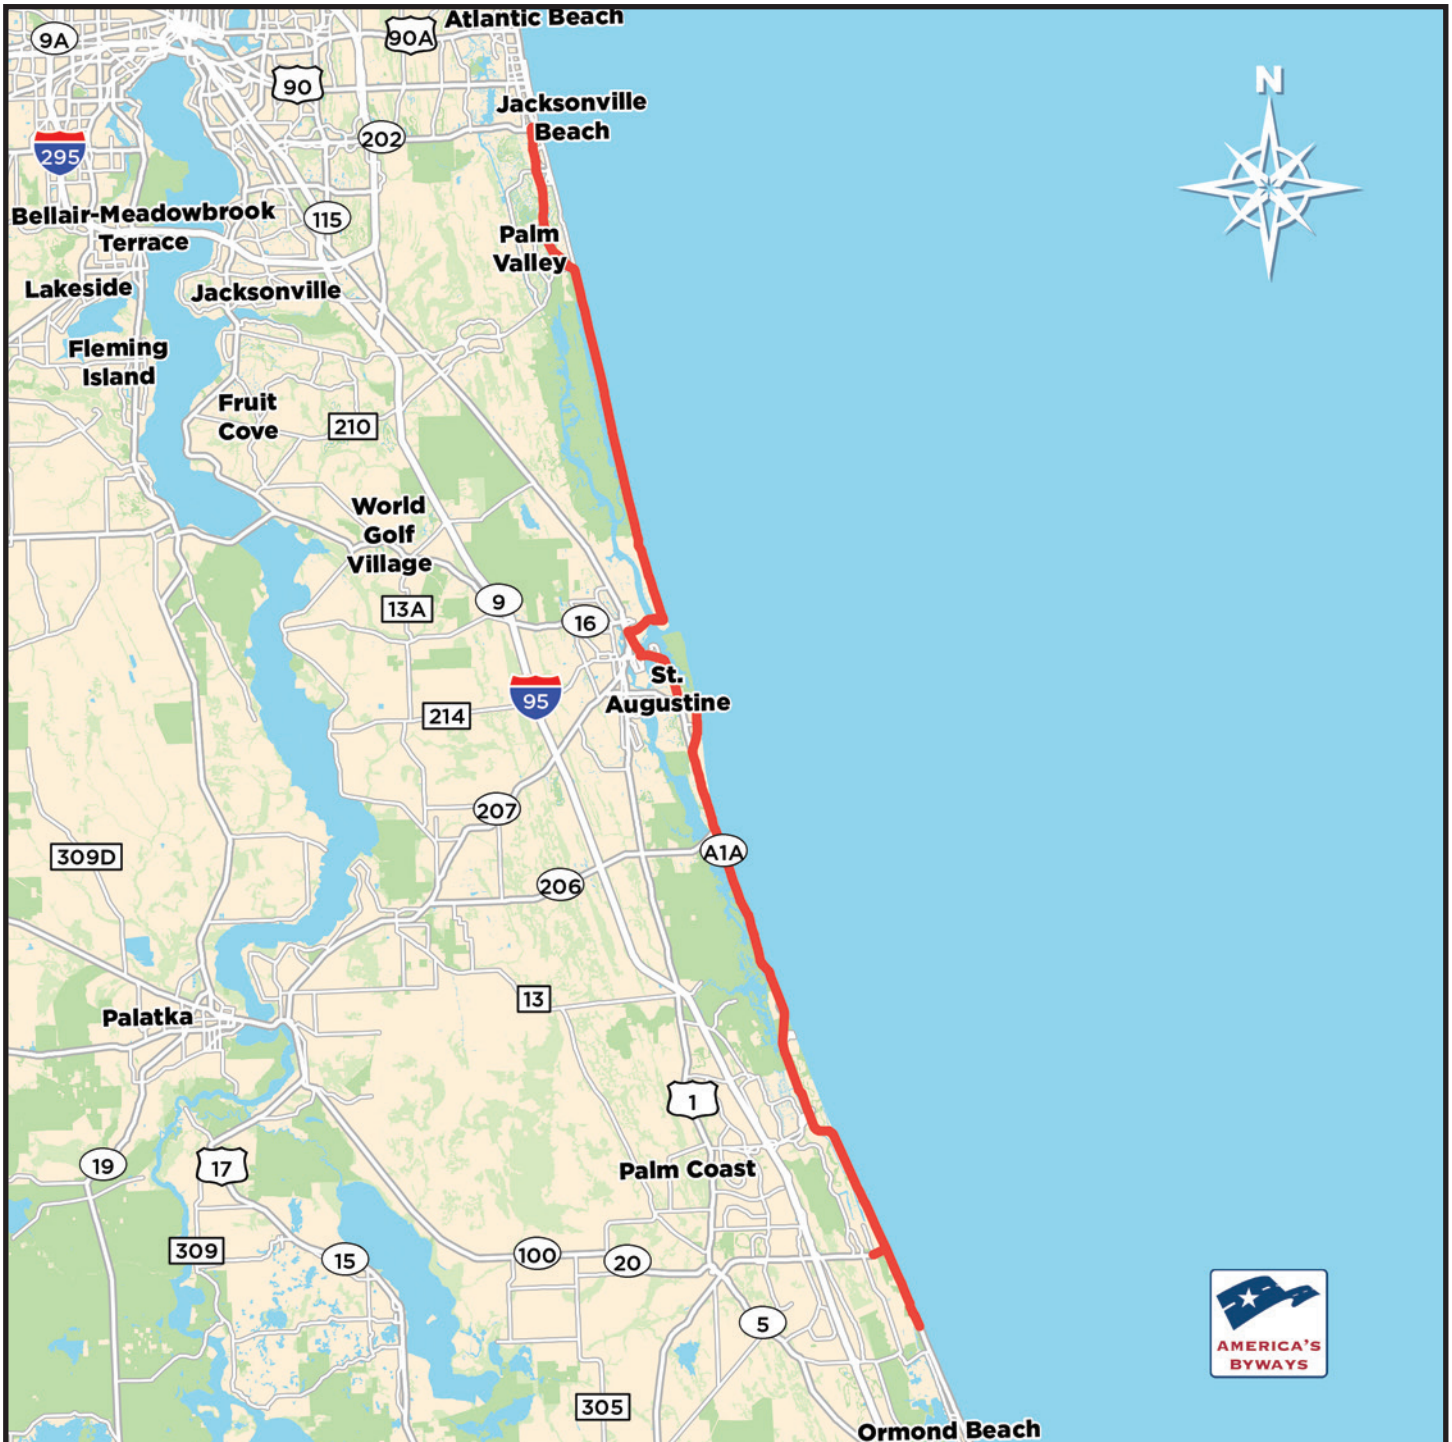 Atlantic Beach
9A
90A
N
90
Jacksonville
Beach
202
295
Bellair-Meadowbrook
Terrace
115
Palm
Valley
Lakeside
Jacksonville
Fleming
Island
Fruit
Cove
210
World
Golf
Village
13A
9
16
St.
Augustine
95
214
207
A1A
309D
206
13
Palatka
1
19
17
Palm Coast
309
15
100
20
5
AMERICA'S
BYWAYS
305
Ormond Beach